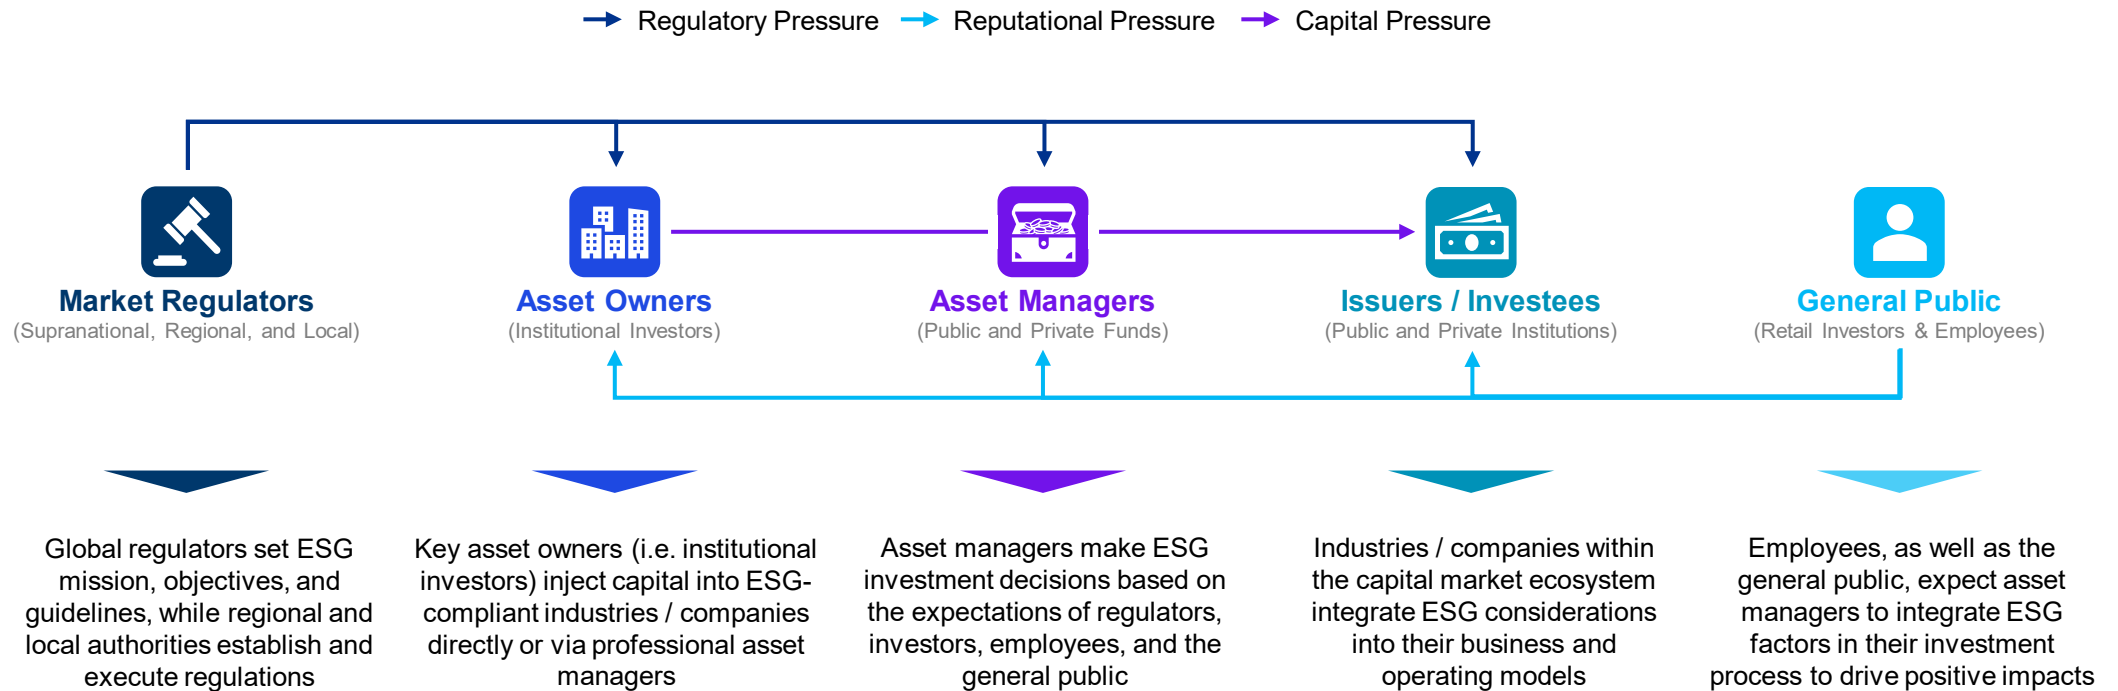 Regulatory Pressure
Reputational Pressure
Capital Pressure
Market Regulators
(Supranational, Regional, and Local)
Asset Owners
(Institutional Investors)
Asset Managers
(Public and Private Funds)
Issuers / Investees
(Public and Private Institutions)
General Public
(Retail Investors & Employees)
Global regulators set ESG
mission, objectives, and
guidelines, while regional and
local authorities establish and
execute regulations
Key asset owners (i.e. institutional
investors) inject capital into ESG-
compliant industries / companies
directly or via professional asset
managers
Asset managers make ESG
investment decisions based on
the expectations of regulators,
investors, employees, and the
general public
Industries / companies within
the capital market ecosystem
integrate ESG considerations
into their business and
operating models
Employees, as well as the
general public, expect asset
managers to integrate ESG
factors in their investment
process to drive positive impacts